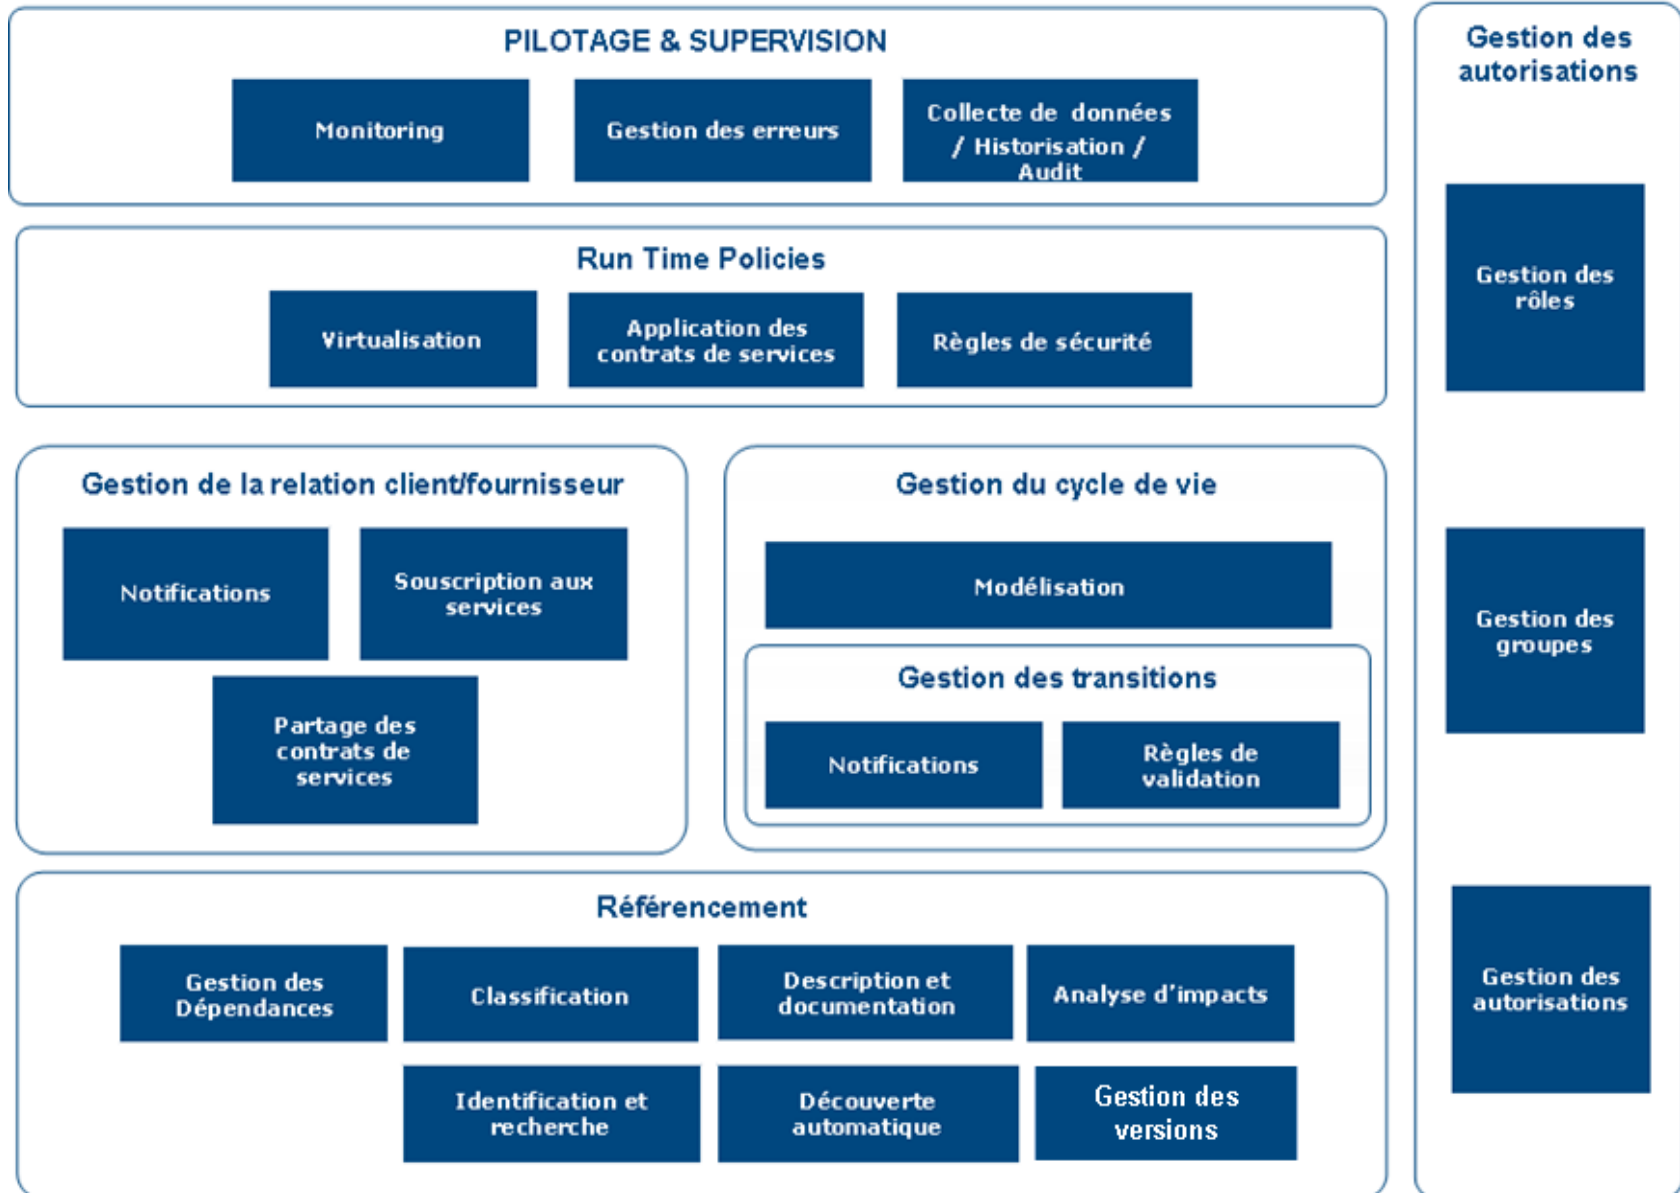 PILOTAGE & SUPERVISION
Monitoring
Gestion des erreurs
Collecte de données
/ Historisation /
Audit
Run Time Policies
Virtualisation
Application des
contrats de services
Règles de sécurité
Gestion de la relation client/fournisseur
Notifications
Souscription aux
services
Partage des
contrats de
services
Gestion du cycle de vie
Modélisation
Gestion des transitions
Notifications
Règles de
validation
Référencement
Gestion des
Dépendances
Classification
Description et
documentation
Analyse d'impacts
Identification et
recherche
Découverte
automatique
Gestion des
versions
Gestion des
autorisations
Gestion des
rôles
Gestion des
groupes
Gestion des
autorisations